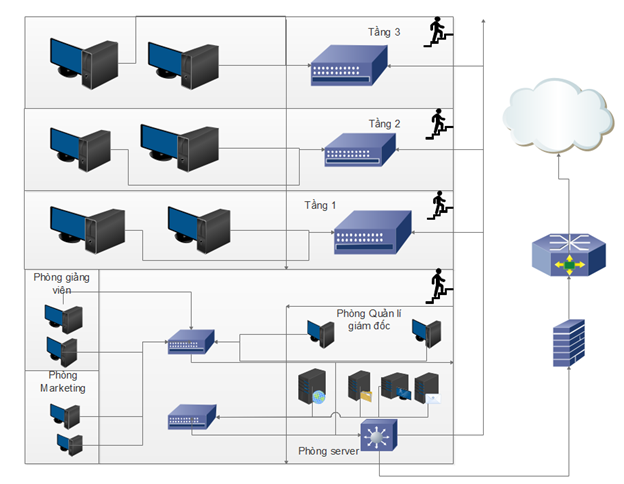 Tầng 3
Tầng 2
Tầng 1
Phòng giảng
viên
Phòng Quản lí
giám đốc
Phòng
Marketing
Phòng server